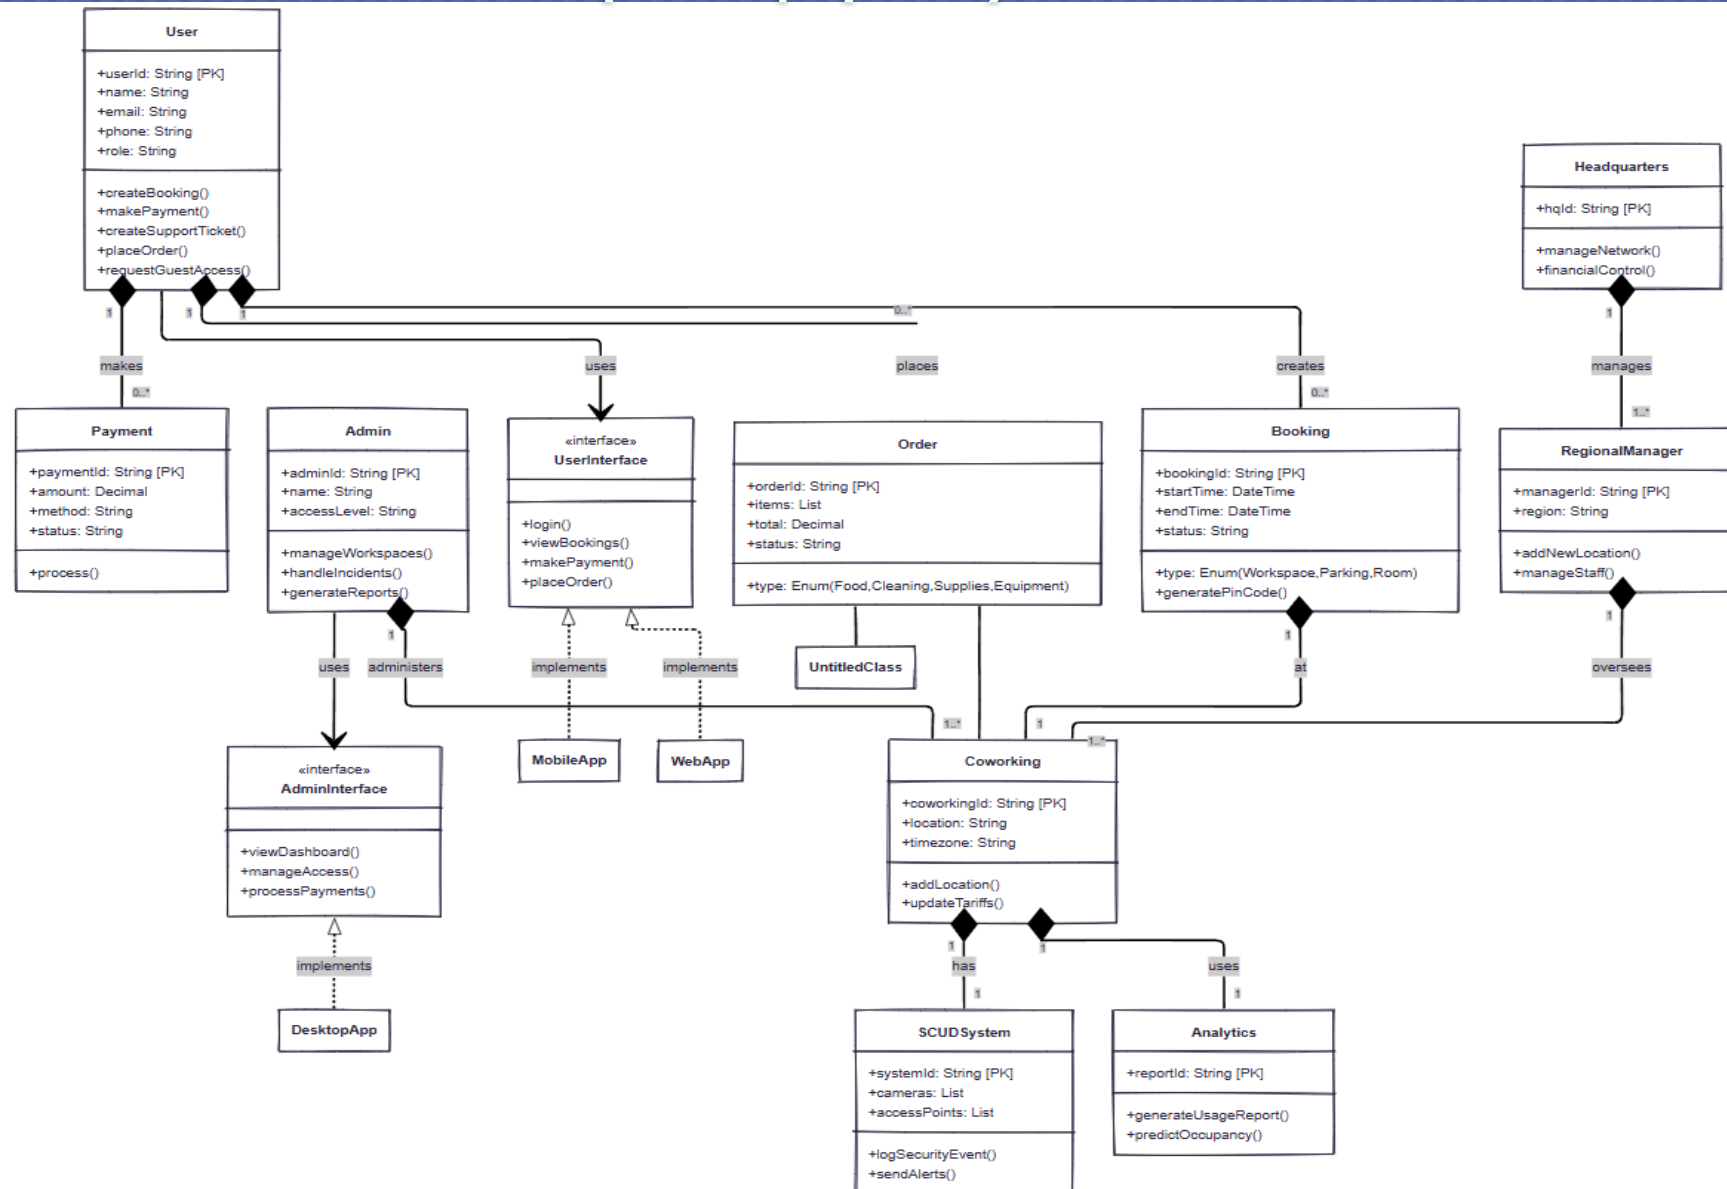 User
+userId: String [PK]
+name: String
+email: String
+phone: String
+role: String
+createBooking()
+makePayment()
+createSupportTicket()
+placeOrder()
+requestGuestAccess()
Headquarters
+hqId: String [PK]
+manageNetwork()
+financialControl()
1
1
1
0..*
1
makes
uses
places
creates
manages
0..*
0..*
1..*
Payment
+paymentId: String [PK]
+amount: Decimal
+method: String
+status: String
+process()
Admin
+adminId: String [PK]
+name: String
+accessLevel: String
+manageWorkspaces()
+handleIncidents()
+generateReports()
«interface»
UserInterface
+login()
+viewBookings()
+makePayment()
+placeOrder()
Order
+orderId: String [PK]
+items: List
+total: Decimal
+status: String
+type: Enum(Food,Cleaning,Supplies,Equipment)
Booking
+bookingId: String [PK]
+startTime: DateTime
+endTime: DateTime
+status: String
+type: Enum(Workspace,Parking,Room)
+generatePinCode()
RegionalManager
+managerId: String [PK]
+region: String
+addNewLocation()
+manageStaff()
1
1
1
uses
administers
implements
implements
UntitledClass
at
oversees
1..*
1
1..*
«interface»
AdminInterface
+viewDashboard()
+manageAccess()
+processPayments()
MobileApp
WebApp
Coworking
+coworkingId: String [PK]
+location: String
+timezone: String
+addLocation()
+updateTariffs()
1
1
implements
has
uses
1
1
DesktopApp
SCUDSystem
+systemId: String [PK]
+cameras: List
+accessPoints: List
+logSecurityEvent()
+sendAlerts()
Analytics
+reportId: String [PK]
+generateUsageReport()
+predictOccupancy()